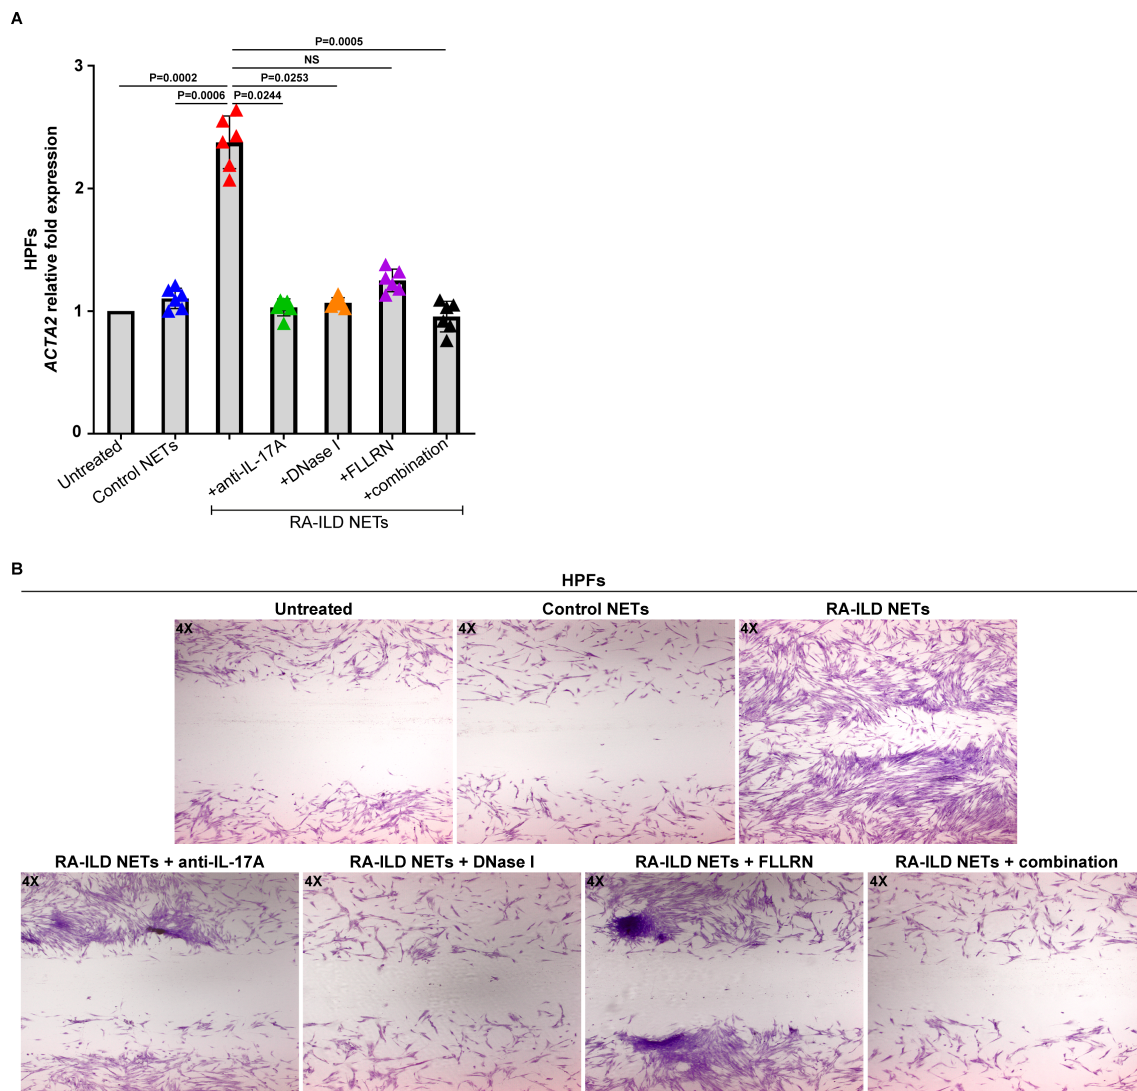 A
P=0.0005
NS
P=0.0002
P=0.0253
P=0.0006
P=0.0244
HPFs
ACTA2 relative fold expression
3
2
1
0
Untreated
Control NETs
+anti-IL-17A
+DNase I
+FLLRN
+combination
RA-ILD NETs
B
HPFs
Untreated
Control NETs
RA-ILD NETs
4X
4X
4X
RA-ILD NETs + anti-IL-17A
RA-ILD NETs + DNase I
RA-ILD NETs + FLLRN
RA-ILD NETs + combination
4X
4X
4X
4X